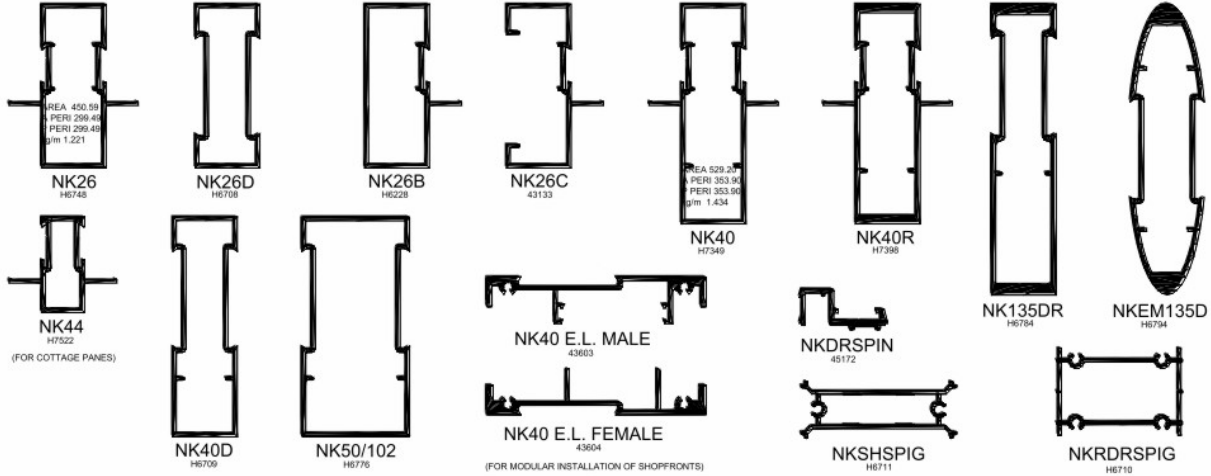 AREA 450.59
PERI 299.49
PERI 299.49
g/m 1.221
NK26
H6748
NK26D
H6708
NK26B
H6228
NK26C
43133
AREA 529.20
PERI 353.90
PERI 353.90
g/m 1.434
NK40
H7349
NK40R
H7398
NK135DR
H6784
NKEM135D
H6794
NK44
H7522
(FOR COTTAGE PANES)
NK40D
H6709
NK50/102
H6776
NK40 E.L. MALE
43603
NK40 E.L. FEMALE
43604
(FOR MODULAR INSTALLATION OF SHOPFRONTS)
NKDRSPIN
45172
NKSHSPIG
H6711
NKRDRSPIG
H6710